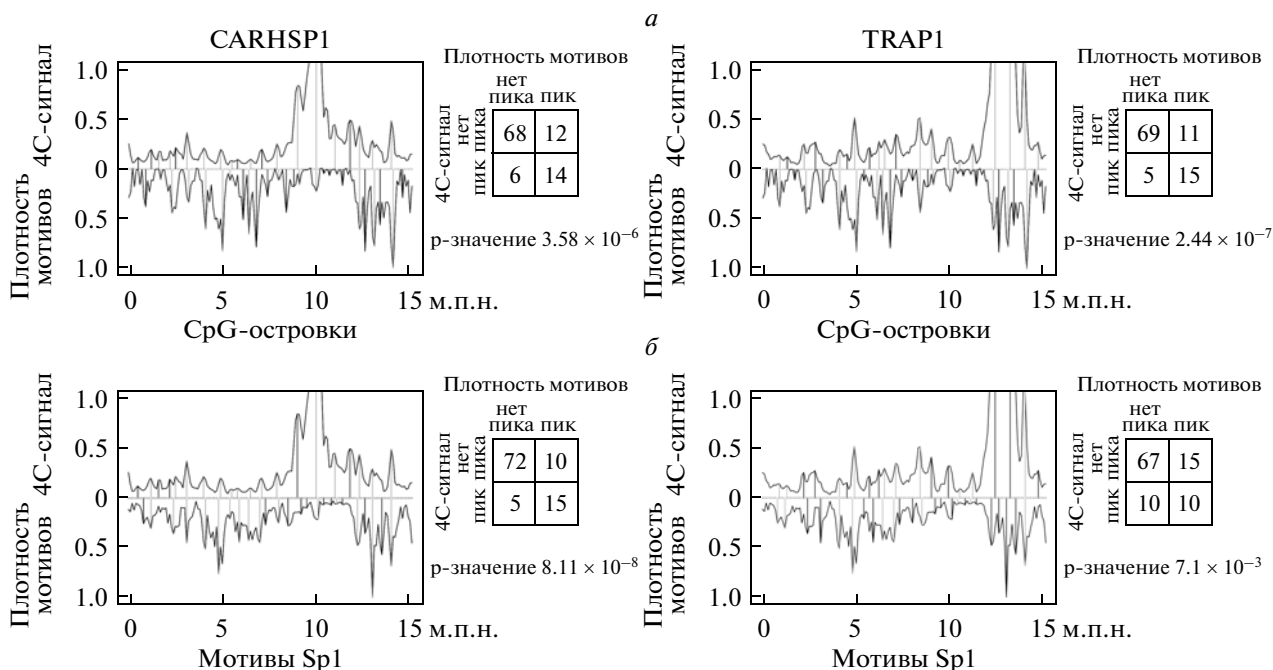 а
CARHSP1
4С-сигнал
Плотность мотивов
1.0
0.5
0
0.5
1.0
0 5 10 15 м.п.н.
CpG-островки
Плотность мотивов
нет пика пик
4С-сигнал
нет пика
пик
68 12
6 14
р-значение 3.58 × 10⁻⁶
TRAP1
4С-сигнал
Плотность мотивов
1.0
0.5
0
0.5
1.0
0 5 10 15 м.п.н.
CpG-островки
Плотность мотивов
нет пика пик
4С-сигнал
нет пика
пик
69 11
5 15
р-значение 2.44 × 10⁻⁷
б
4С-сигнал
Плотность мотивов
1.0
0.5
0
0.5
1.0
0 5 10 15 м.п.н.
Мотивы Sp1
Плотность мотивов
нет пика пик
4С-сигнал
нет пика
пик
72 10
5 15
р-значение 8.11 × 10⁻⁸
4С-сигнал
Плотность мотивов
1.0
0.5
0
0.5
1.0
0 5 10 15 м.п.н.
Мотивы Sp1
Плотность мотивов
нет пика пик
4С-сигнал
нет пика
пик
67 15
10 10
р-значение 7.1 × 10⁻³